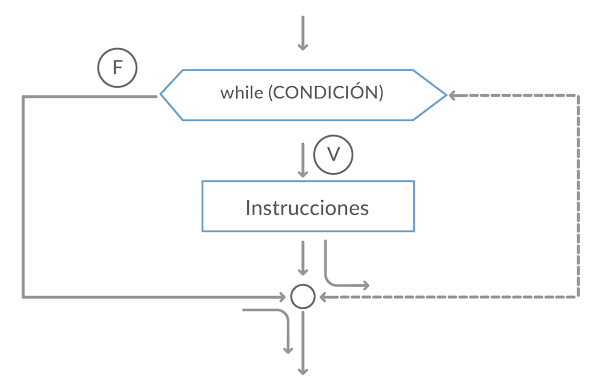 F
while (CONDICIÓN)
V
Instrucciones